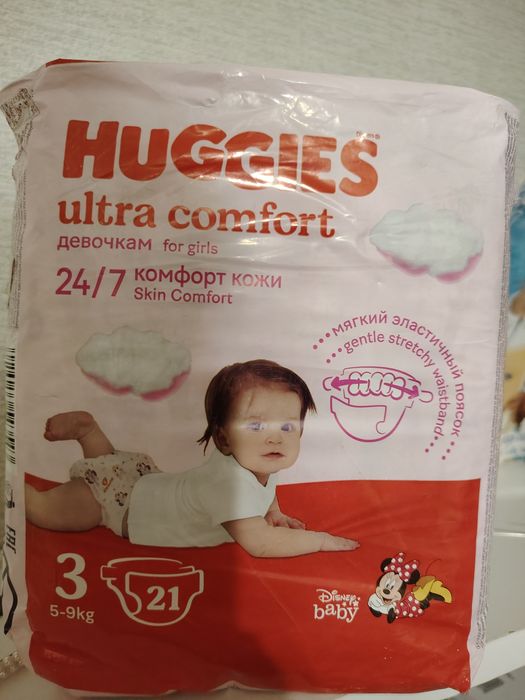 HUGGIES
ultra comfort
девочкам for girls
24/7 комфорт кожи
Skin Comfort
мягкий эластичный поясок
gentle stretchy waistband
3
5-9kg
21
Disney
baby
EAC